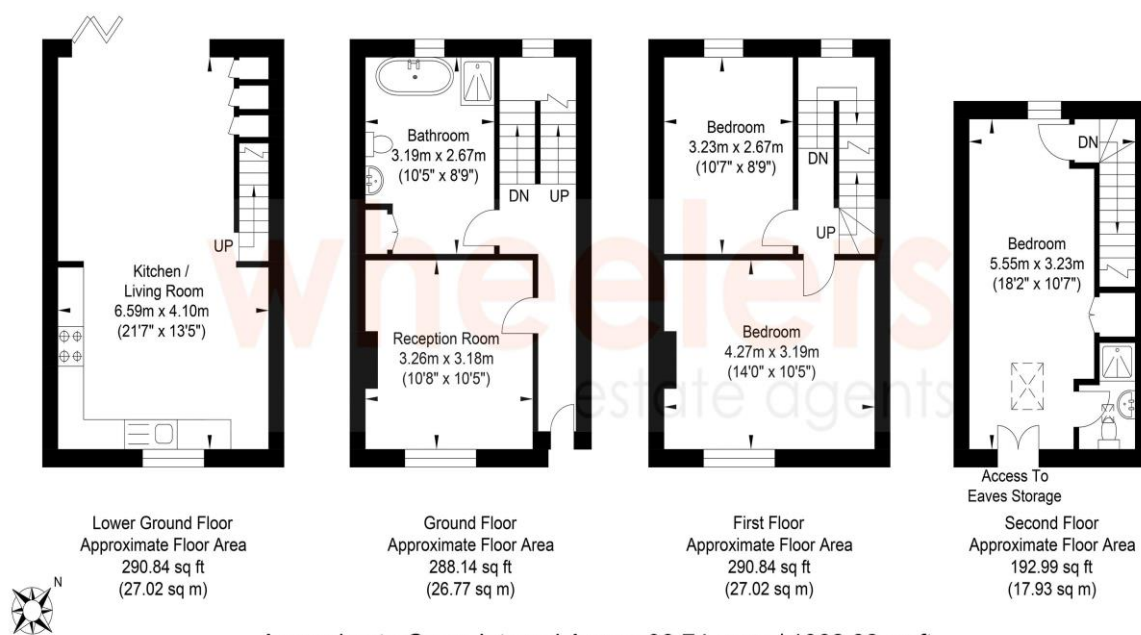 Kitchen /
Living Room
6.59m x 4.10m
(21'7" x 13'5")
UP
Bathroom
3.19m x 2.67m
(10'5" x 8'9")
DN
UP
Reception Room
3.26m x 3.18m
(10'8" x 10'5")
Bedroom
3.23m x 2.67m
(10'7" x 8'9")
DN
UP
Bedroom
4.27m x 3.19m
(14'0" x 10'5")
DN
Bedroom
5.55m x 3.23m
(18'2" x 10'7")
Access To
Eaves Storage
wheelers
estate agents
Lower Ground Floor
Approximate Floor Area
290.84 sq ft
(27.02 sq m)
Ground Floor
Approximate Floor Area
288.14 sq ft
(26.77 sq m)
First Floor
Approximate Floor Area
290.84 sq ft
(27.02 sq m)
Second Floor
Approximate Floor Area
192.99 sq ft
(17.93 sq m)
N